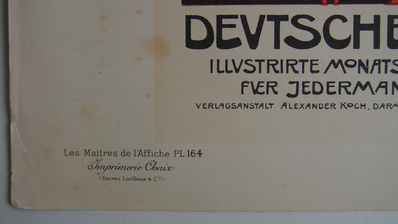 DEVTSCHE
ILLVSTRIRTE MONATS
FVER JEDERMAN
VERLAGSANSTALT ALEXANDER KOCH, DARM
Les Maîtres de l'Affiche PL.164.
Imprimerie Chaix
(Encres Lorilleux & Cie)